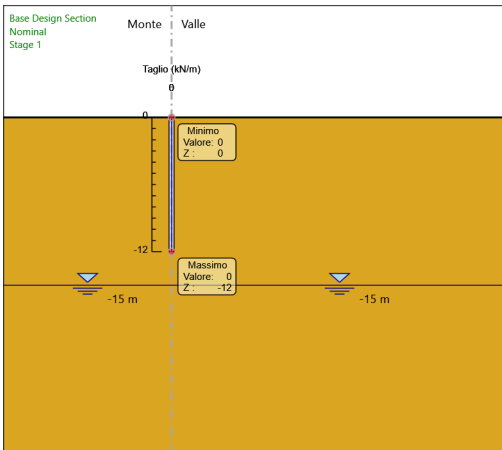 Base Design Section
Nominal
Stage 1
Monte Valle
Taglio (kN/m)
0
0
Minimo
Valore: 0
Z : 0
-12
Massimo
Valore: 0
Z : -12
-15 m
-15 m